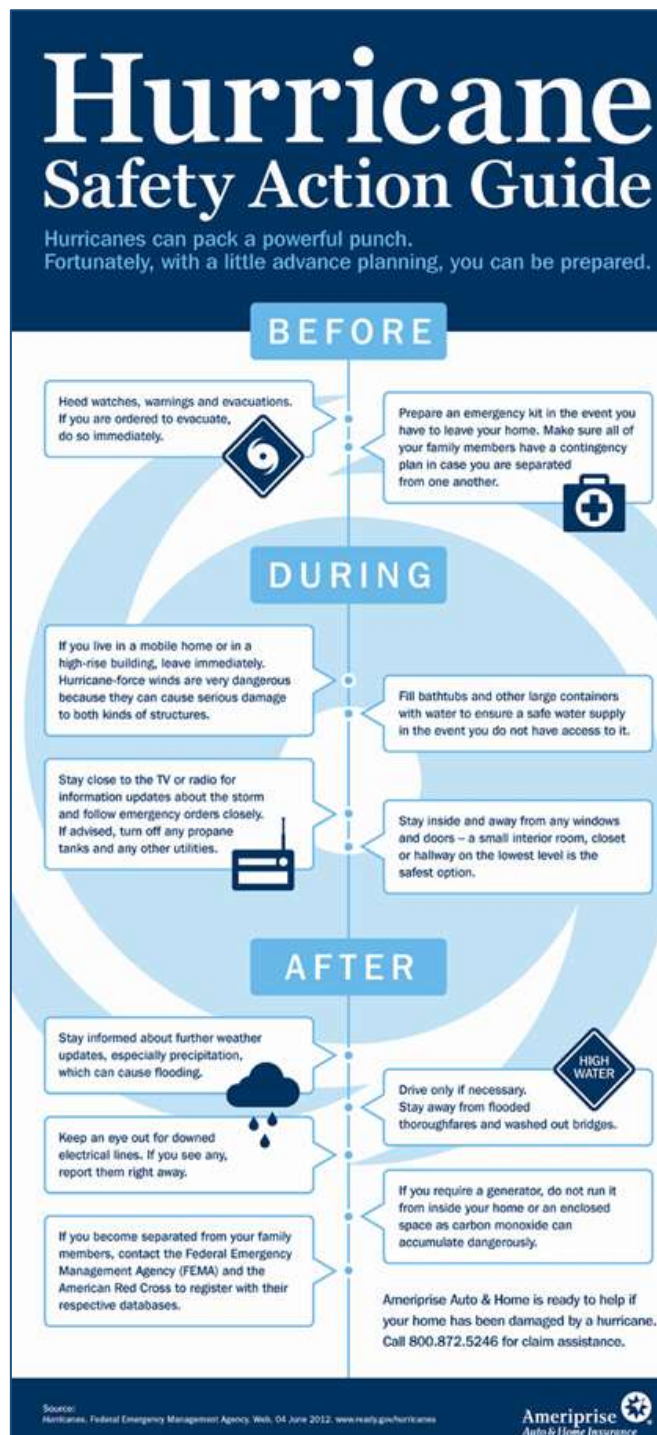 Hurricane
Safety Action Guide
Hurricanes can pack a powerful punch.
Fortunately, with a little advance planning, you can be prepared.
BEFORE
Heed watches, warnings and evacuations.
If you are ordered to evacuate,
do so immediately.
Prepare an emergency kit in the event you
have to leave your home. Make sure all of
your family members have a contingency
plan in case you are separated
from one another.
DURING
If you live in a mobile home or in a
high-rise building, leave immediately.
Hurricane-force winds are very dangerous
because they can cause serious damage
to both kinds of structures.
Fill bathtubs and other large containers
with water to ensure a safe water supply
in the event you do not have access to it.
Stay close to the TV or radio for
information updates about the storm
and follow emergency orders closely.
If advised, turn off any propane
tanks and any other utilities.
Stay inside and away from any windows
and doors – a small interior room, closet
or hallway on the lowest level is the
safest option.
AFTER
Stay informed about further weather
updates, especially precipitation,
which can cause flooding.
HIGH
WATER
Drive only if necessary.
Stay away from flooded
thoroughfares and washed out bridges.
Keep an eye out for downed
electrical lines. If you see any,
report them right away.
If you require a generator, do not run it
from inside your home or an enclosed
space as carbon monoxide can
accumulate dangerously.
If you become separated from your family
members, contact the Federal Emergency
Management Agency (FEMA) and the
American Red Cross to register with their
respective databases.
Ameriprise Auto & Home is ready to help if
your home has been damaged by a hurricane.
Call 800.872.5246 for claim assistance.
Source:
Hurricanes, Federal Emergency Management Agency, Web, 04 June 2012. www.ready.gov/hurricanes
Ameriprise
Auto & Home Insurance